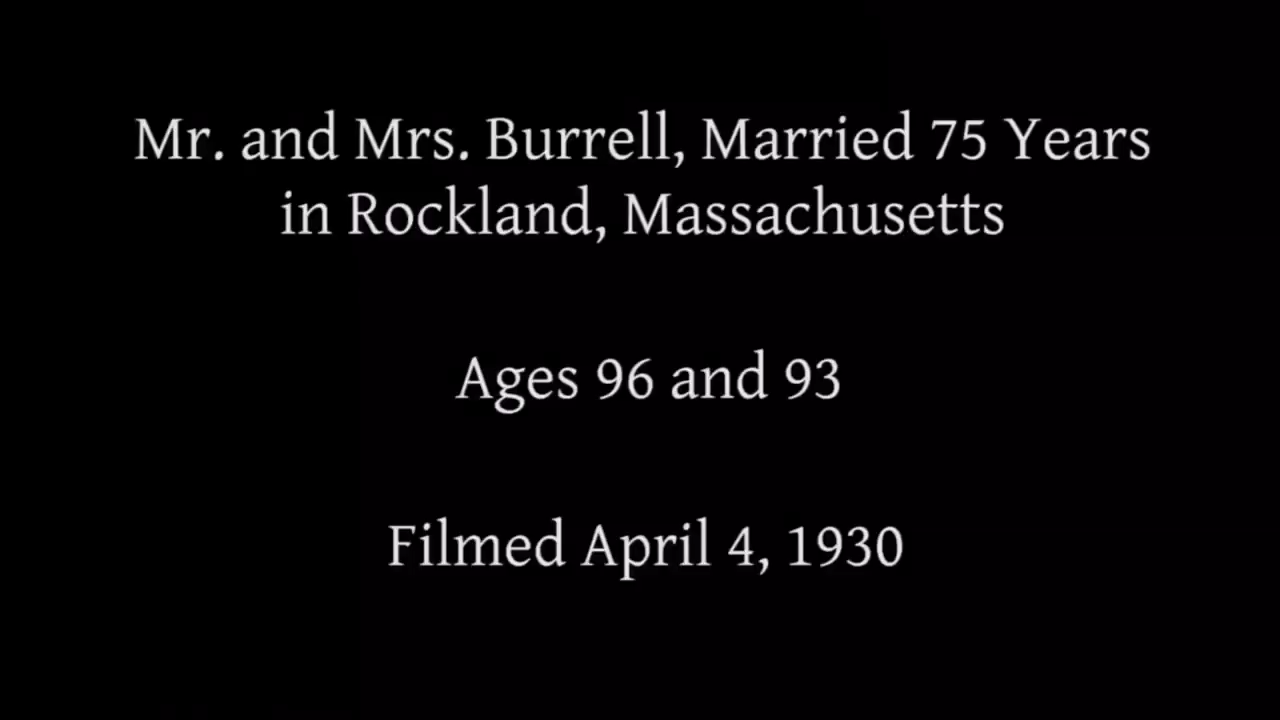 Mr. and Mrs. Burrell, Married 75 Years
in Rockland, Massachusetts
Ages 96 and 93
Filmed April 4, 1930